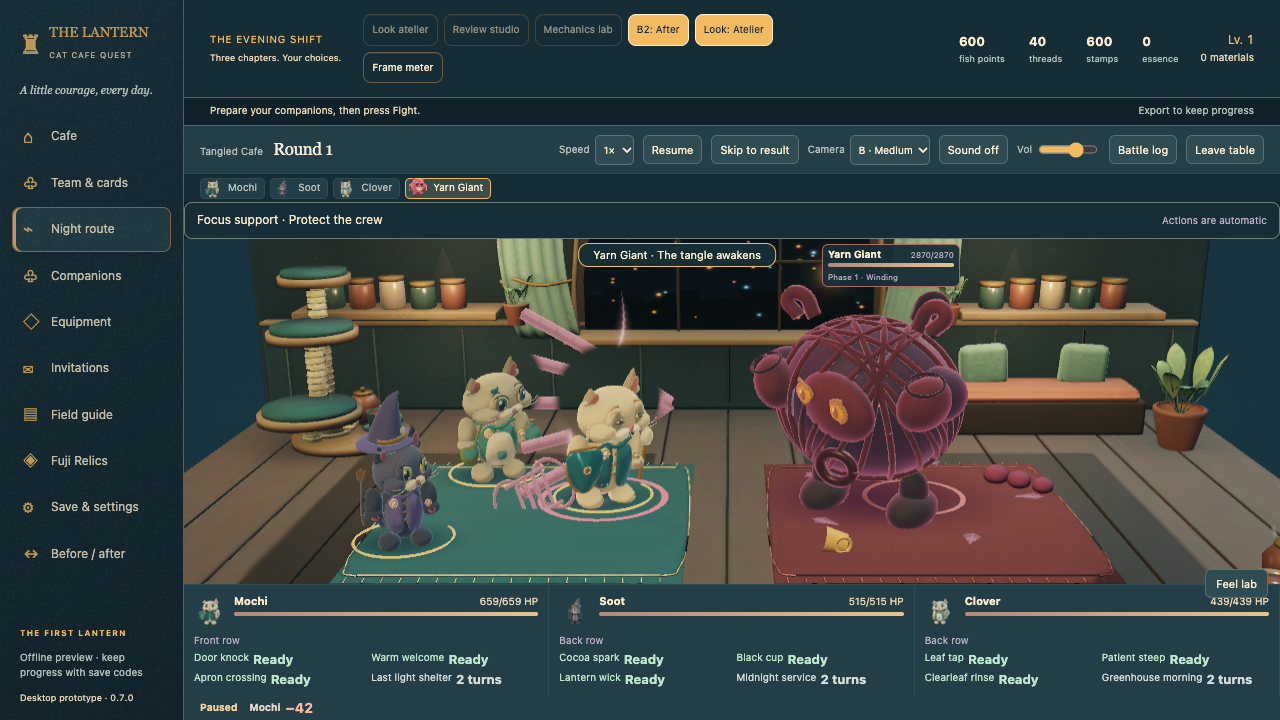 THE LANTERN
CAT CAFE QUEST
A little courage, every day.
Cafe
Team & cards
Night route
Companions
Equipment
Invitations
Field guide
Fuji Relics
Save & settings
Before / after
THE FIRST LANTERN
Offline preview · keep
progress with save codes
Desktop prototype · 0.7.0
THE EVENING SHIFT
Three chapters. Your choices.
Look atelier
Review studio
Mechanics lab
B2: After
Look: Atelier
Frame meter
600
fish points
40
threads
600
stamps
0
essence
Lv. 1
0 materials
Prepare your companions, then press Fight.
Export to keep progress
Tangled Cafe Round 1
Speed 1x
Resume
Skip to result
Camera B · Medium
Sound off
Vol
Battle log
Leave table
Mochi
Soot
Clover
Yarn Giant
Focus support · Protect the crew
Actions are automatic
Yarn Giant · The tangle awakens
Yarn Giant 2870/2870
Phase 1 · Winding
Feel lab
Mochi 659/659 HP
Front row
Door knock Ready
Warm welcome Ready
Apron crossing Ready
Last light shelter 2 turns
Soot 515/515 HP
Back row
Cocoa spark Ready
Black cup Ready
Lantern wick Ready
Midnight service 2 turns
Clover 439/439 HP
Back row
Leaf tap Ready
Patient steep Ready
Clearleaf rinse Ready
Greenhouse morning 2 turns
Paused Mochi −42